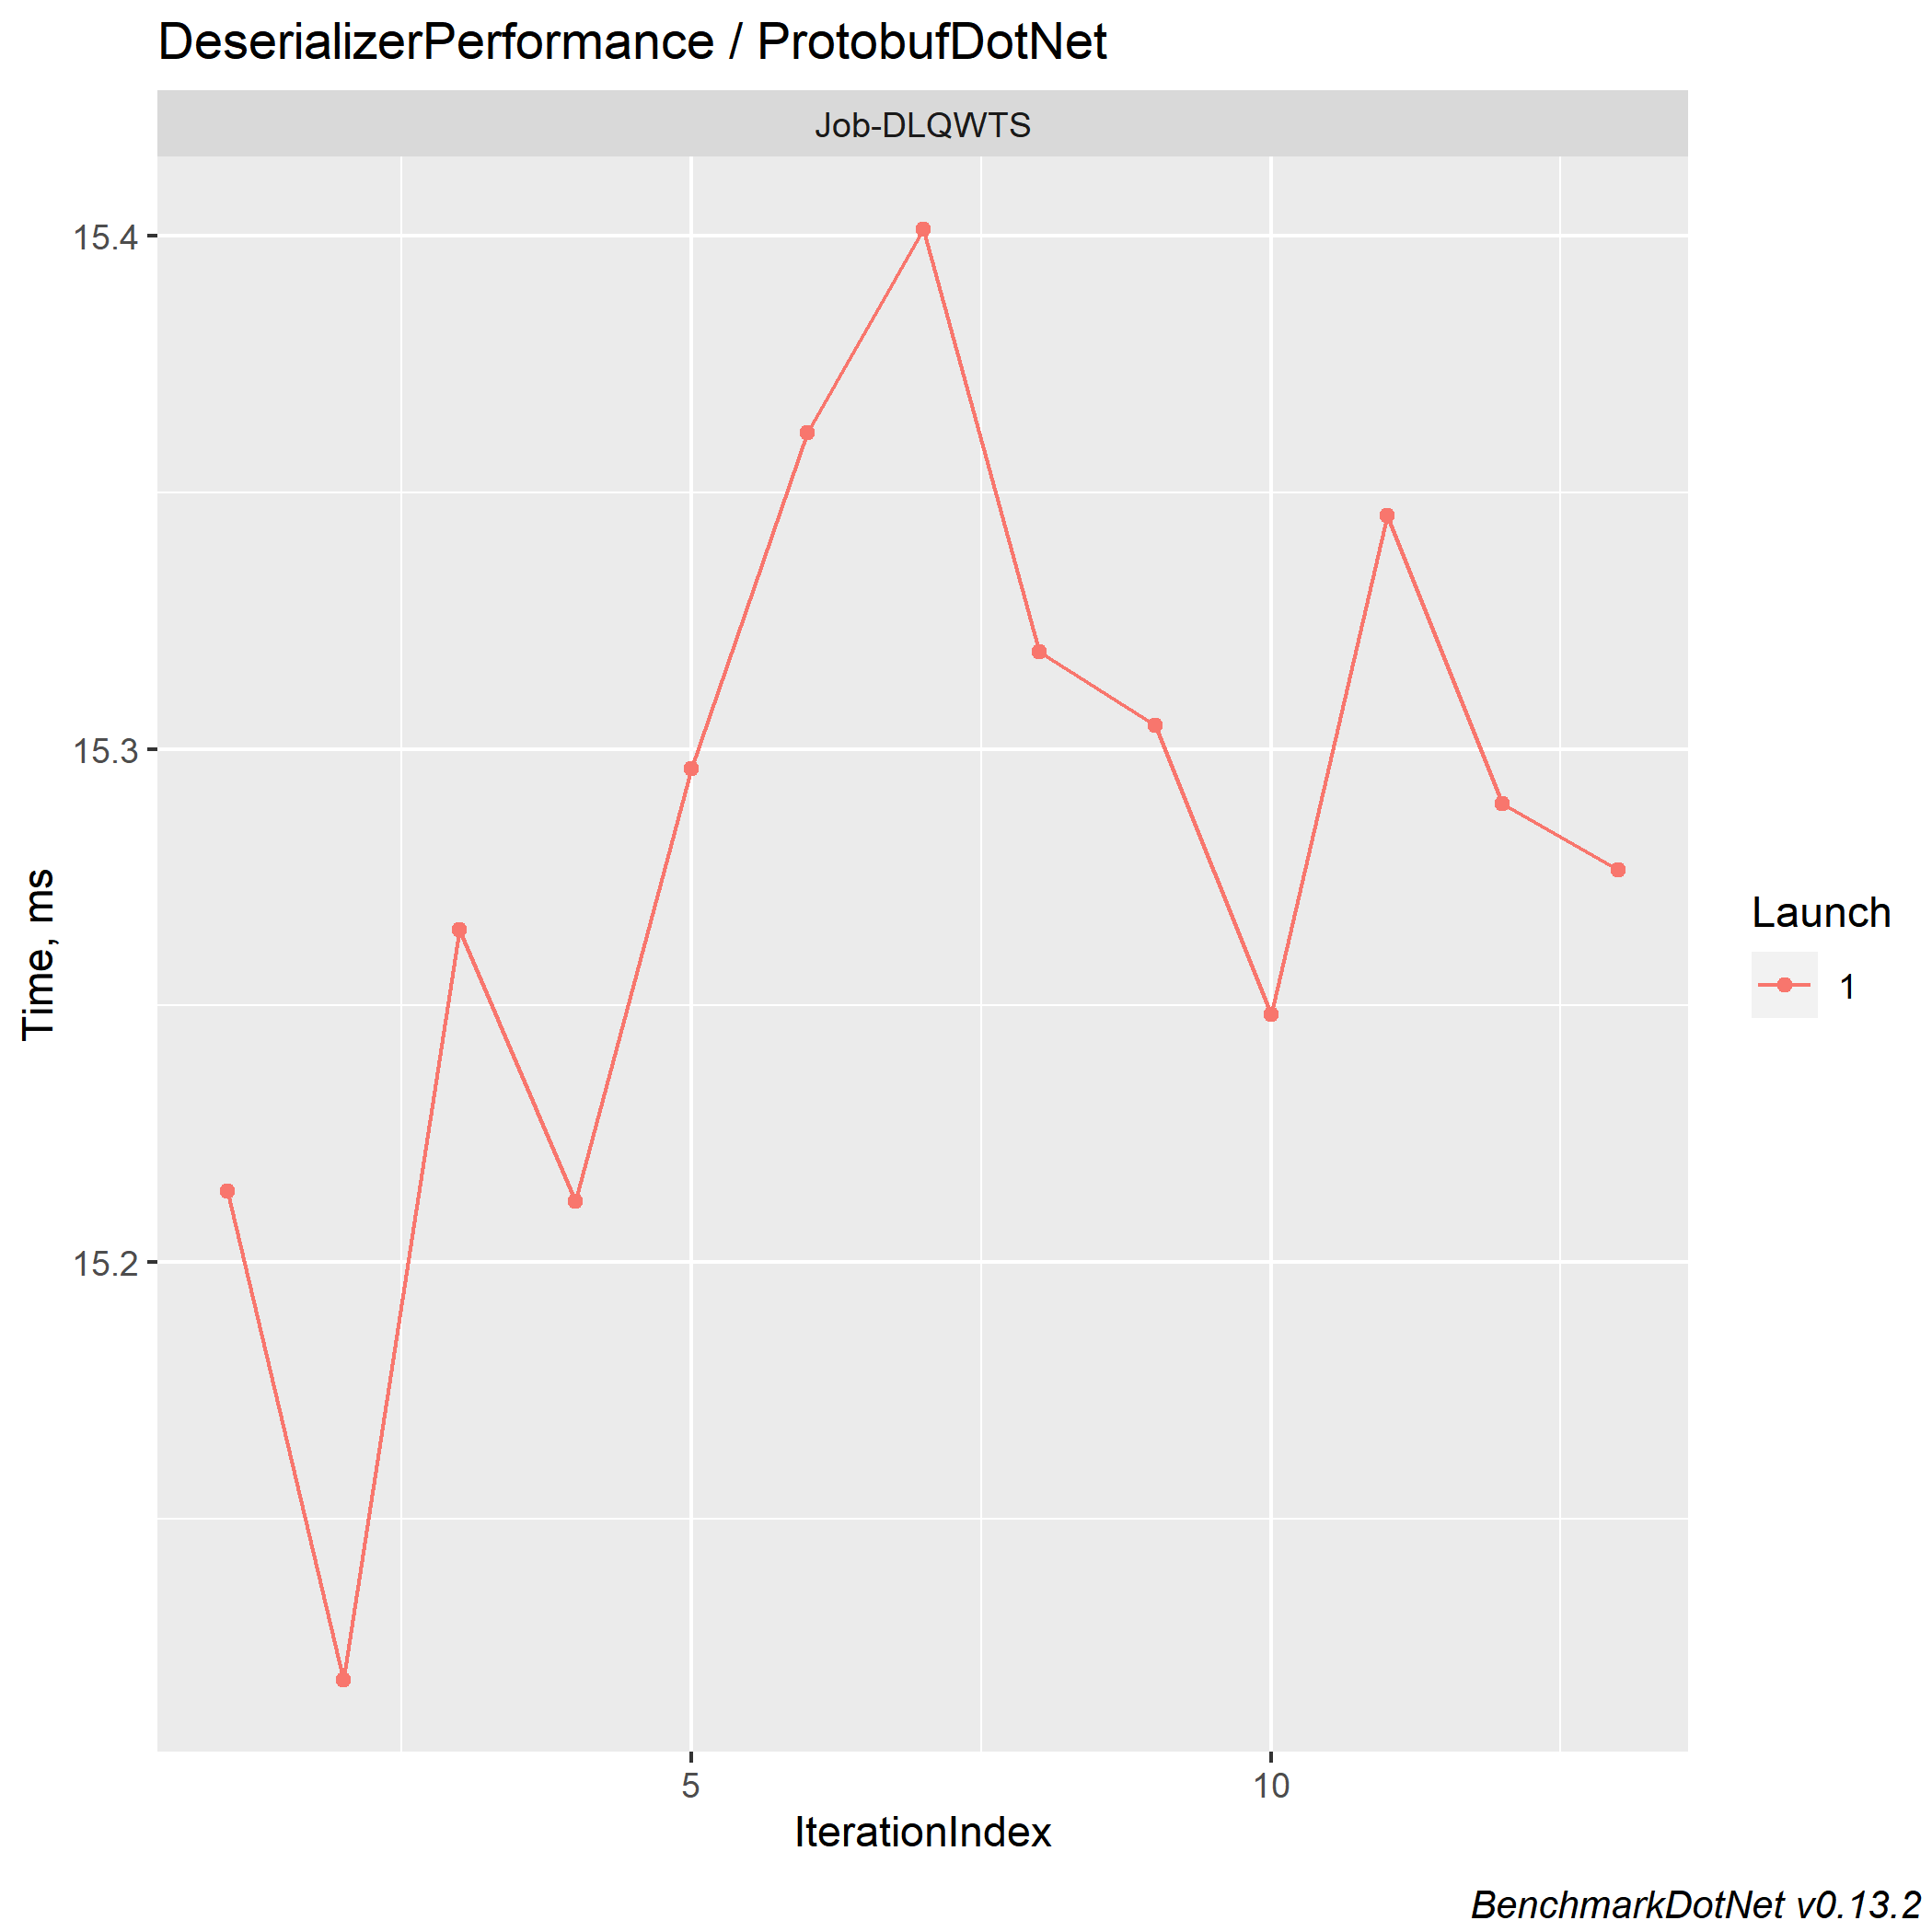 DeserializerPerformance / ProtobufDotNet
Job-DLQWTS
15.4
15.3
15.2
Time, ms
5
10
IterationIndex
Launch
1
BenchmarkDotNet v0.13.2